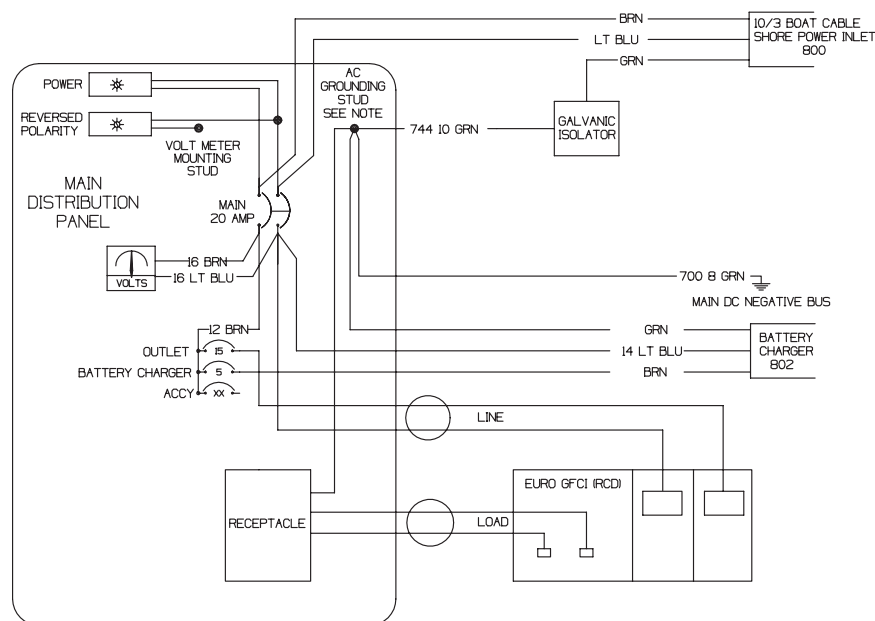 BRN
10/3 BOAT CABLE
SHORE POWER INLET
800
LT BLU
GRN
POWER
AC
GROUNDING
STUD
SEE NOTE
REVERSED
POLARITY
VOLT METER
MOUNTING
STUD
744 10 GRN
GALVANIC
ISOLATOR
MAIN
DISTRIBUTION
PANEL
MAIN
20 AMP
16 BRN
16 LT BLU
VOLTS
700 8 GRN
MAIN DC NEGATIVE BUS
12 BRN
GRN
BATTERY
CHARGER
802
OUTLET
15
14 LT BLU
BATTERY CHARGER
5
BRN
ACCY
XX
LINE
EURO GFCI (RCD)
RECEPTACLE
LOAD